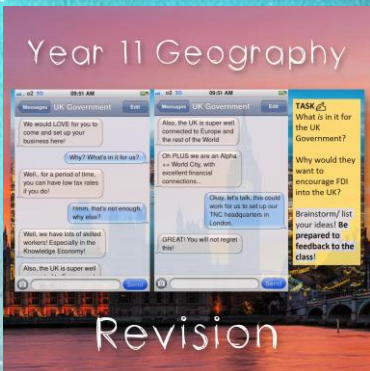 Year 11 Geography
o2 3G 09:51 AM
Messages UK Government Edit
We would LOVE for you to
come and set up your
business here!
Why? What's in it for us?
Well.. for a period of time,
you can have low tax rates
if you do!
Hmm, that's not enough,
why else?
Well, we have lots of skilled
workers! Especially in the
Knowledge Economy!
Also, the UK is super well
Send
o2 3G 09:51 AM
Messages UK Government Edit
Also, the UK is super well
connected to Europe and
the rest of the World
Oh PLUS we are an Alpha
++ World City, with
excellent financial
connections...
Okay, let's talk, this could
work for us to set up our
TNC headquarters in
London.
GREAT! You will not regret
this!
Send
TASK
What is in it for
the UK
Government?
Why would they
want to
encourage FDI
into the UK?
Brainstorm/ list
your ideas! Be
prepared to
feedback to the
class!
Revision